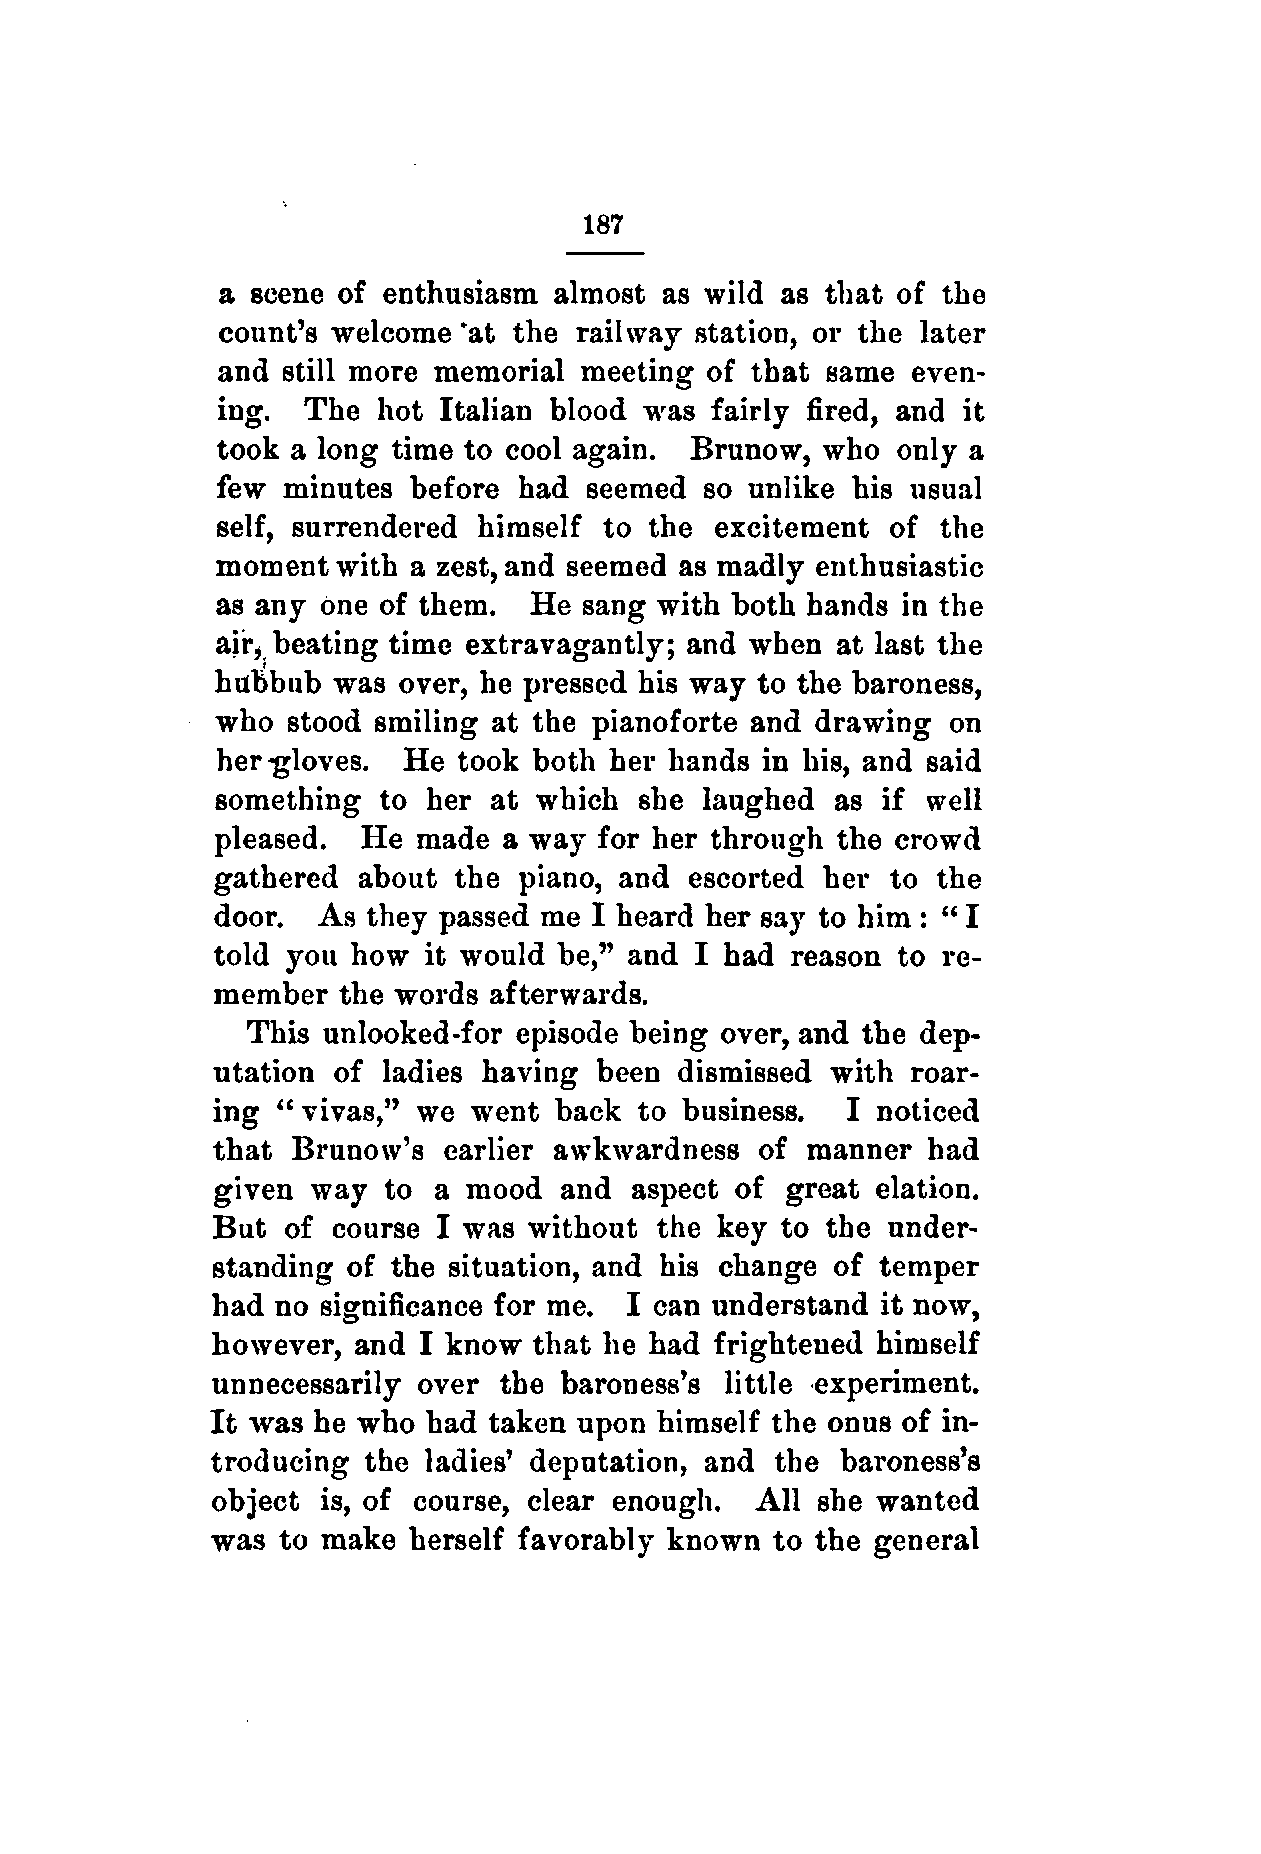 187
a scene of enthusiasm almost as wild as that of the
count's welcome at the railway station, or the later
and still more memorial meeting of that same even-
ing. The hot Italian blood was fairly fired, and it
took a long time to cool again. Brunow, who only a
few minutes before had seemed so unlike his usual
self, surrendered himself to the excitement of the
moment with a zest, and seemed as madly enthusiastic
as any one of them. He sang with both hands in the
air, beating time extravagantly; and when at last the
hubbub was over, he pressed his way to the baroness,
who stood smiling at the pianoforte and drawing on
her gloves. He took both her hands in his, and said
something to her at which she laughed as if well
pleased. He made a way for her through the crowd
gathered about the piano, and escorted her to the
door. As they passed me I heard her say to him: "I
told you how it would be," and I had reason to re-
member the words afterwards.
This unlooked-for episode being over, and the dep-
utation of ladies having been dismissed with roar-
ing "vivas," we went back to business. I noticed
that Brunow's earlier awkwardness of manner had
given way to a mood and aspect of great elation.
But of course I was without the key to the under-
standing of the situation, and his change of temper
had no significance for me. I can understand it now,
however, and I know that he had frightened himself
unnecessarily over the baroness's little experiment.
It was he who had taken upon himself the onus of in-
troducing the ladies' deputation, and the baroness's
object is, of course, clear enough. All she wanted
was to make herself favorably known to the general